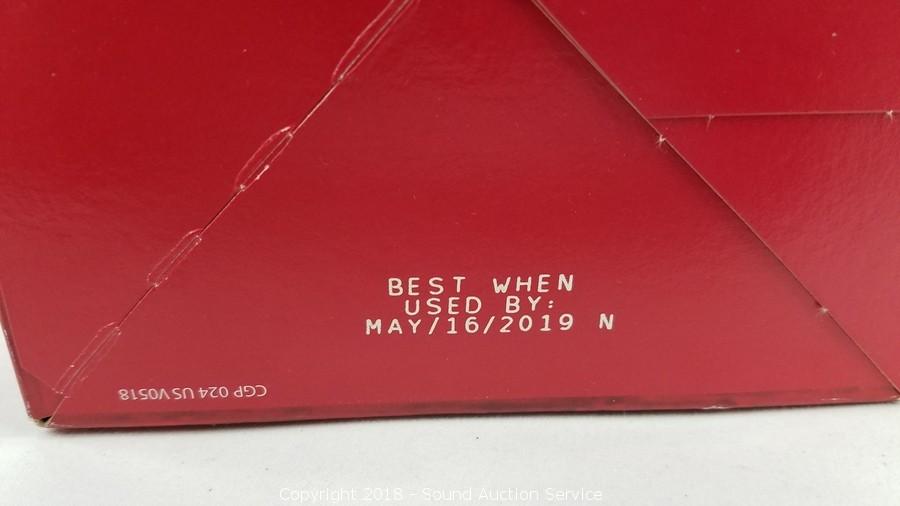 BEST WHEN
USED BY:
MAY/16/2019 N
CGP 024 US V0518
Copyright 2018 - Sound Auction Service